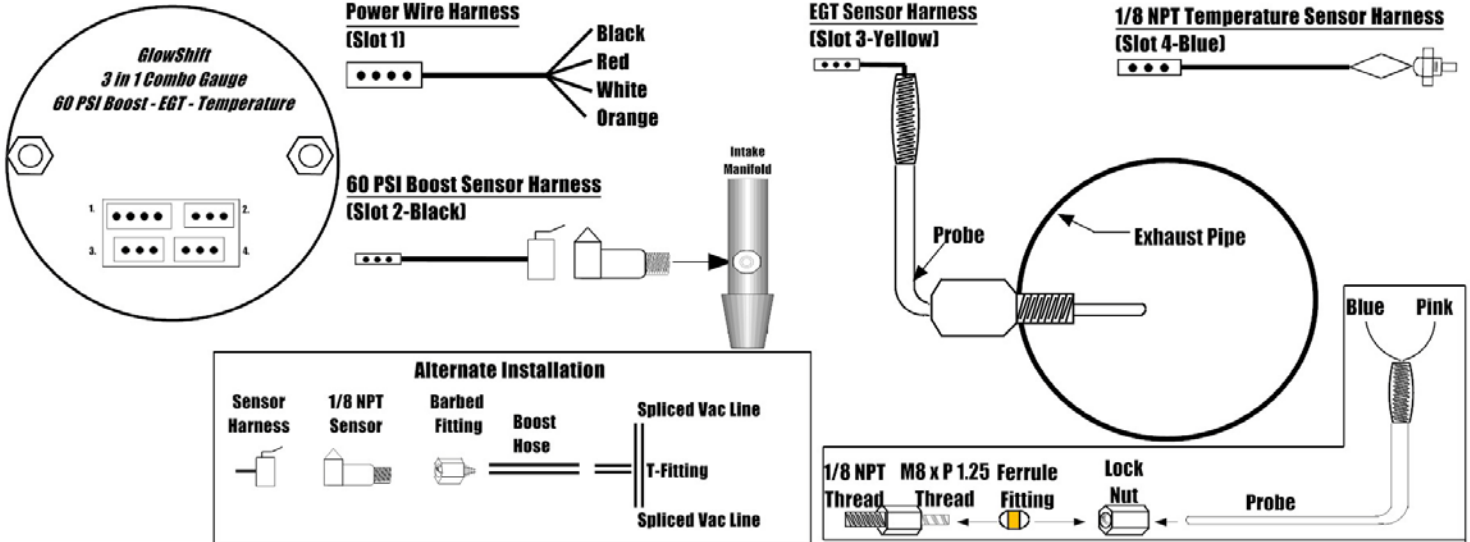 GlowShift
3 in 1 Combo Gauge
60 PSI Boost - EGT - Temperature
1.
2.
3.
4.
Power Wire Harness
(Slot 1)
Black
Red
White
Orange
60 PSI Boost Sensor Harness
(Slot 2-Black)
Intake
Manifold
EGT Sensor Harness
(Slot 3-Yellow)
Probe
Exhaust Pipe
1/8 NPT Temperature Sensor Harness
(Slot 4-Blue)
Alternate Installation
Sensor
Harness
1/8 NPT
Sensor
Barbed
Fitting
Boost
Hose
Spliced Vac Line
T-Fitting
Spliced Vac Line
Blue
Pink
1/8 NPT
Thread
M8 x P 1.25
Thread
Ferrule
Fitting
Lock
Nut
Probe